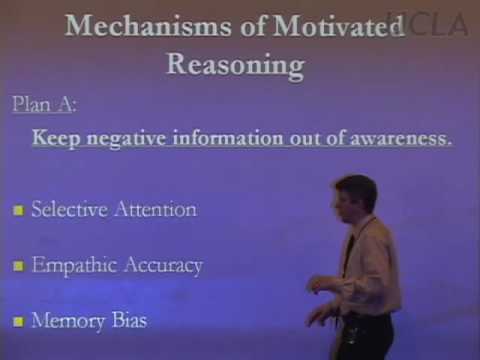 UCLA
Mechanisms of Motivated
Reasoning
Plan A:
Keep negative information out of awareness.
Selective Attention
Empathic Accuracy
Memory Bias